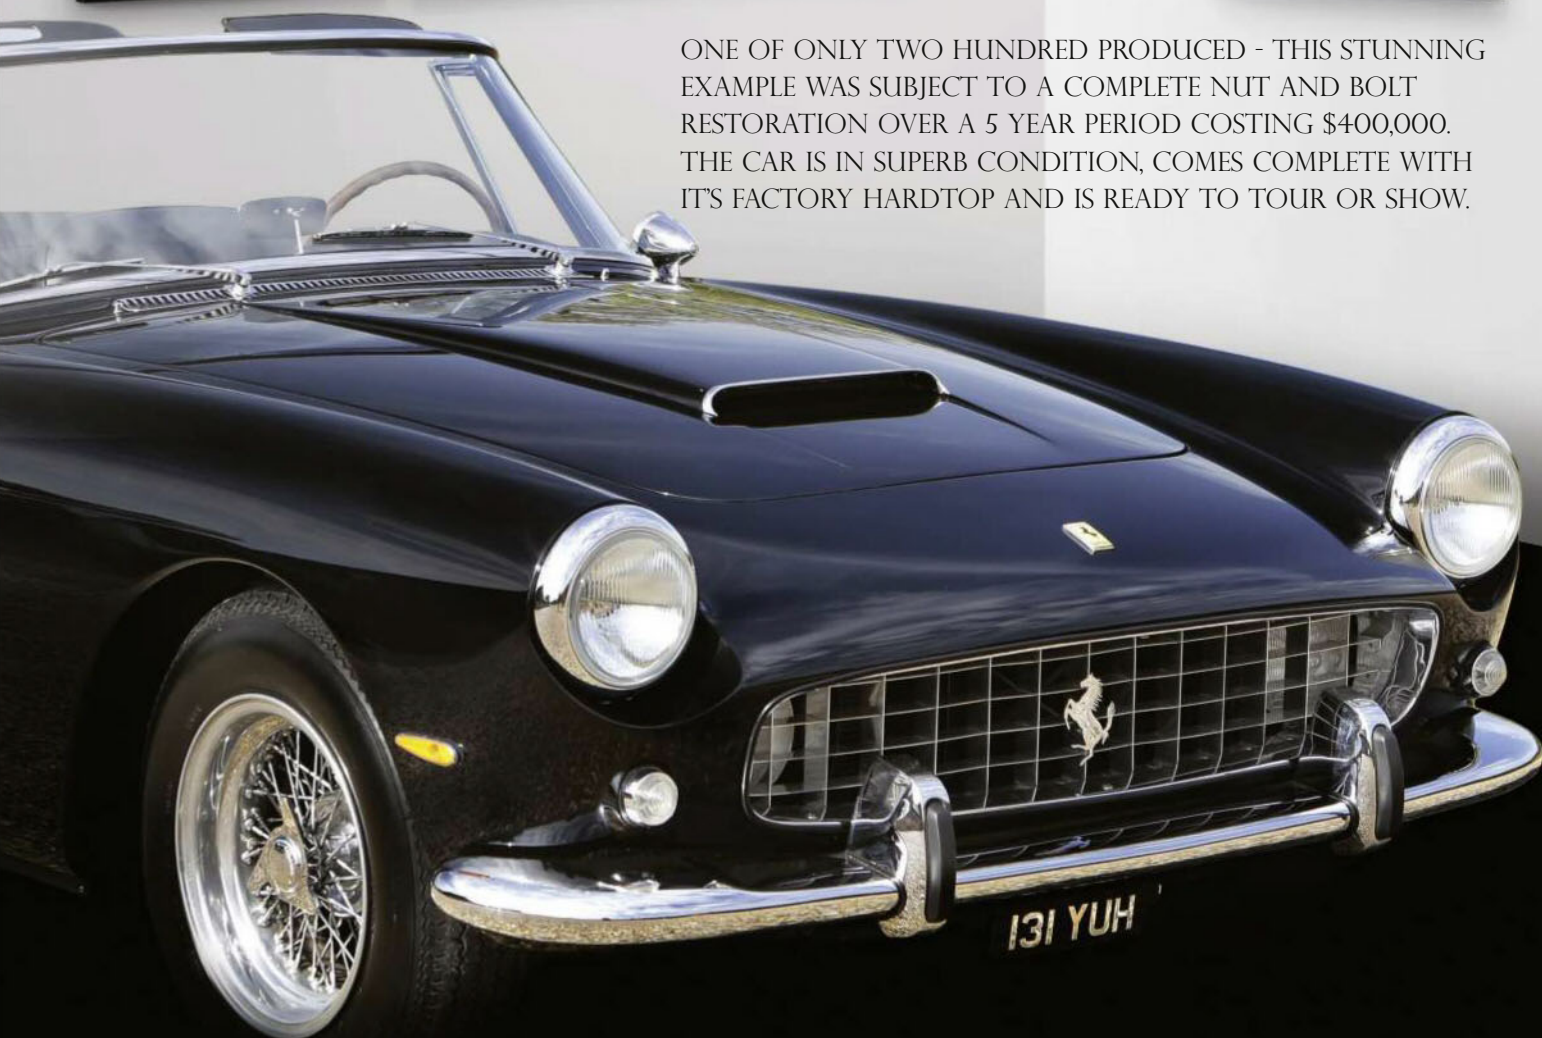 ONE OF ONLY TWO HUNDRED PRODUCED - THIS STUNNING
EXAMPLE WAS SUBJECT TO A COMPLETE NUT AND BOLT
RESTORATION OVER A 5 YEAR PERIOD COSTING $400,000.
THE CAR IS IN SUPERB CONDITION, COMES COMPLETE WITH
IT'S FACTORY HARDTOP AND IS READY TO TOUR OR SHOW.
131 YUH